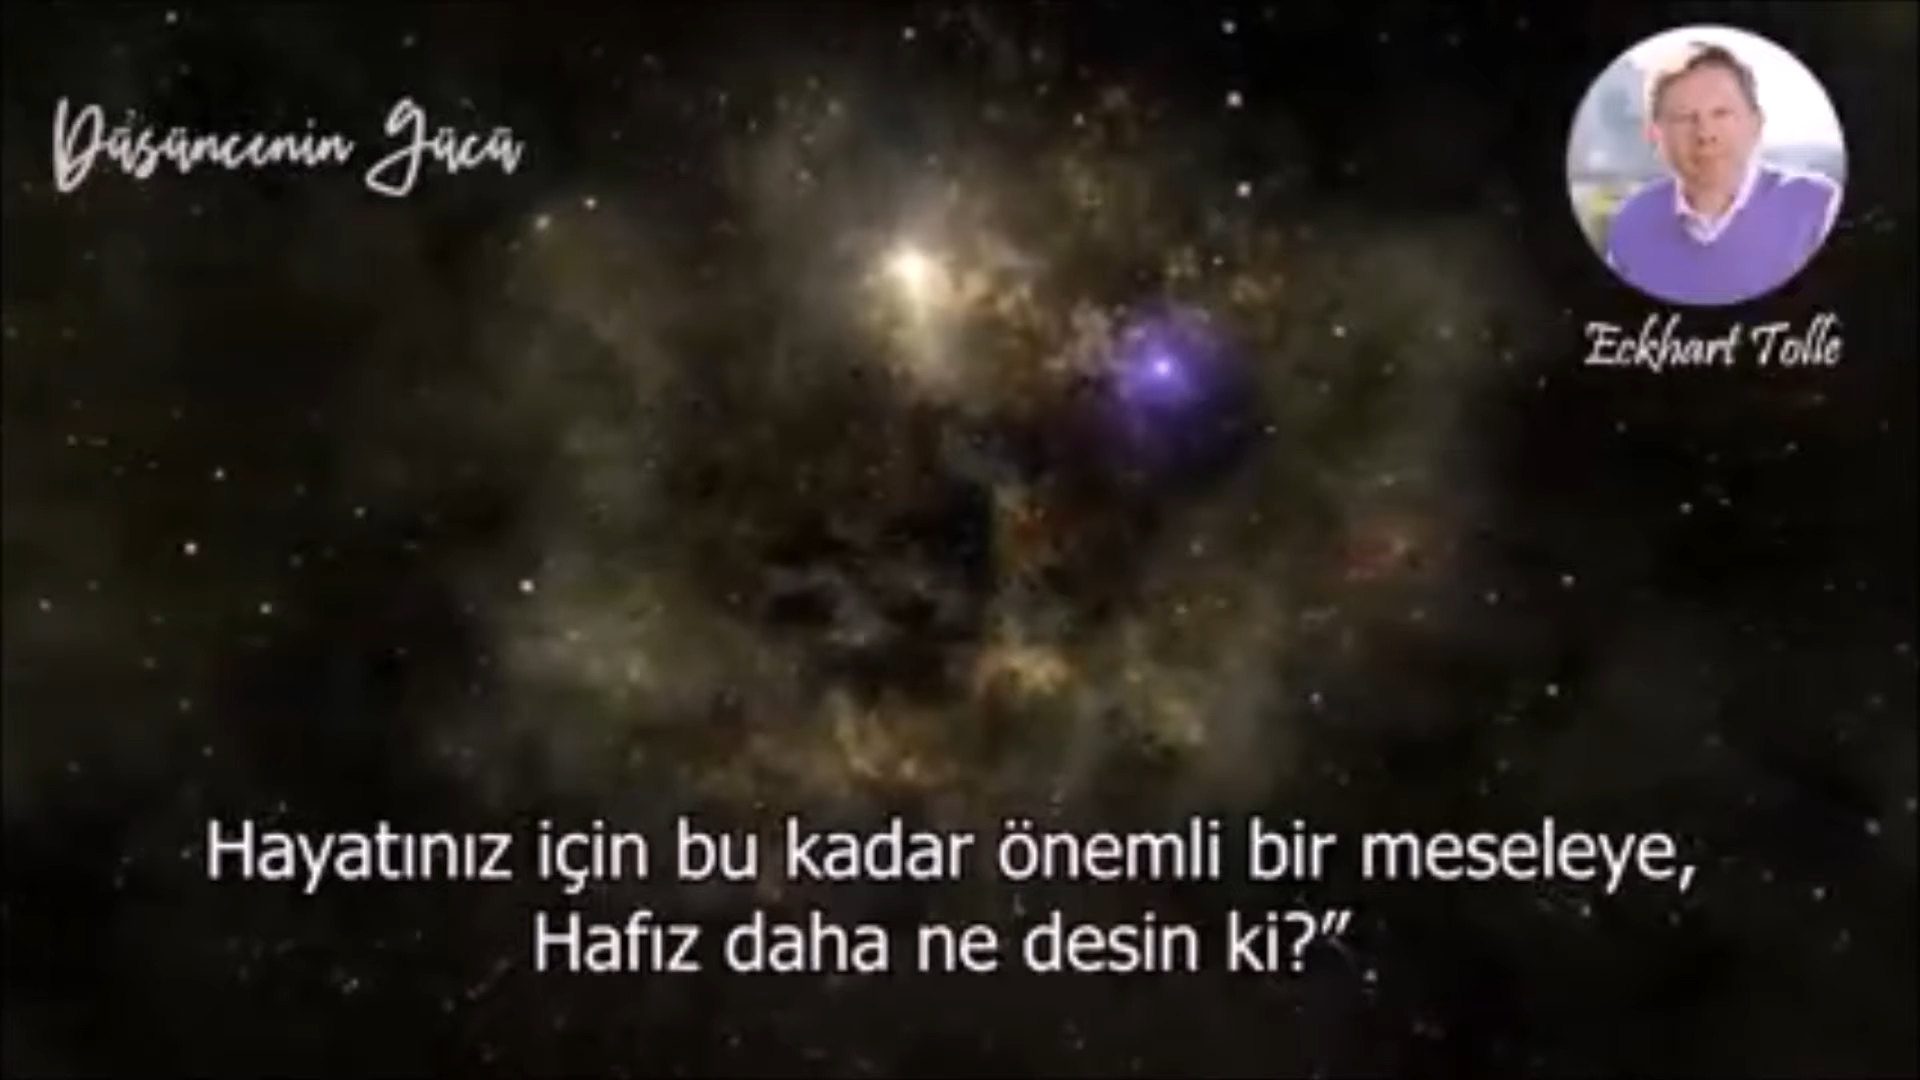 Düşüncenin Gücü
Eckhart Tolle
Hayatınız için bu kadar önemli bir meseleye,
Hafız daha ne desin ki?”